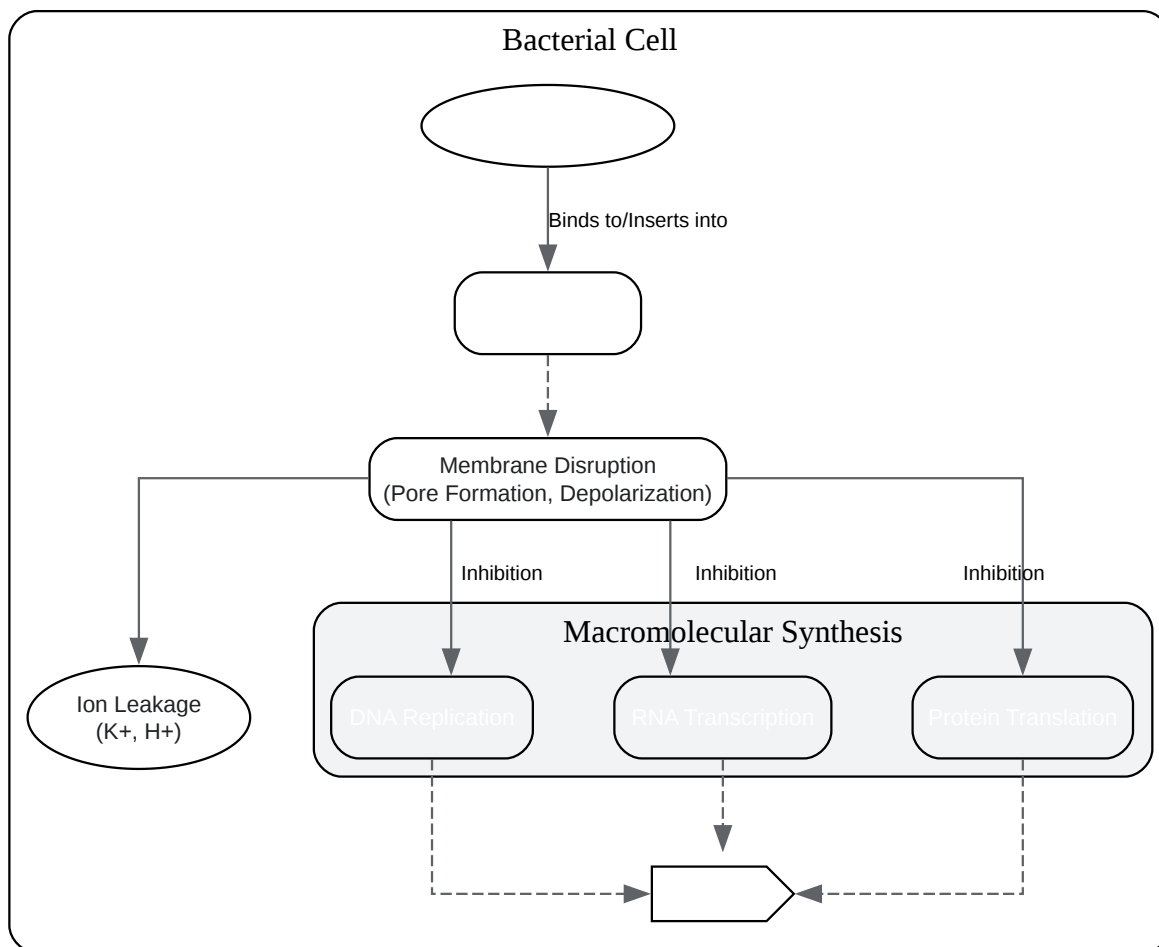 Bacterial Cell
Binds to/Inserts into
Membrane Disruption
(Pore Formation, Depolarization)
Inhibition
Inhibition
Inhibition
Macromolecular Synthesis
Ion Leakage
(K+, H+)
DNA Replication
RNA Transcription
Protein Translation